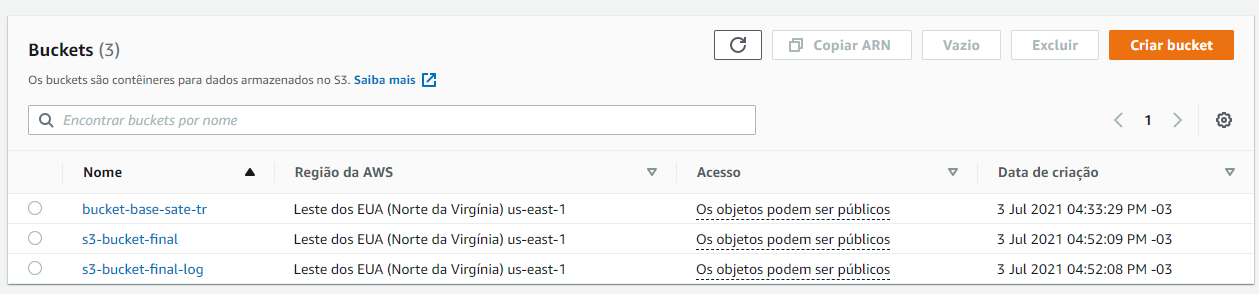 Buckets (3)
Copiar ARN
Vazio
Excluir
Criar bucket
Os buckets são contêineres para dados armazenados no S3. Saiba mais
Encontrar buckets por nome
1
Nome Região da AWS Acesso Data de criação
bucket-base-sate-tr Leste dos EUA (Norte da Virgínia) us-east-1 Os objetos podem ser públicos 3 Jul 2021 04:33:29 PM -03
s3-bucket-final Leste dos EUA (Norte da Virgínia) us-east-1 Os objetos podem ser públicos 3 Jul 2021 04:52:09 PM -03
s3-bucket-final-log Leste dos EUA (Norte da Virgínia) us-east-1 Os objetos podem ser públicos 3 Jul 2021 04:52:08 PM -03